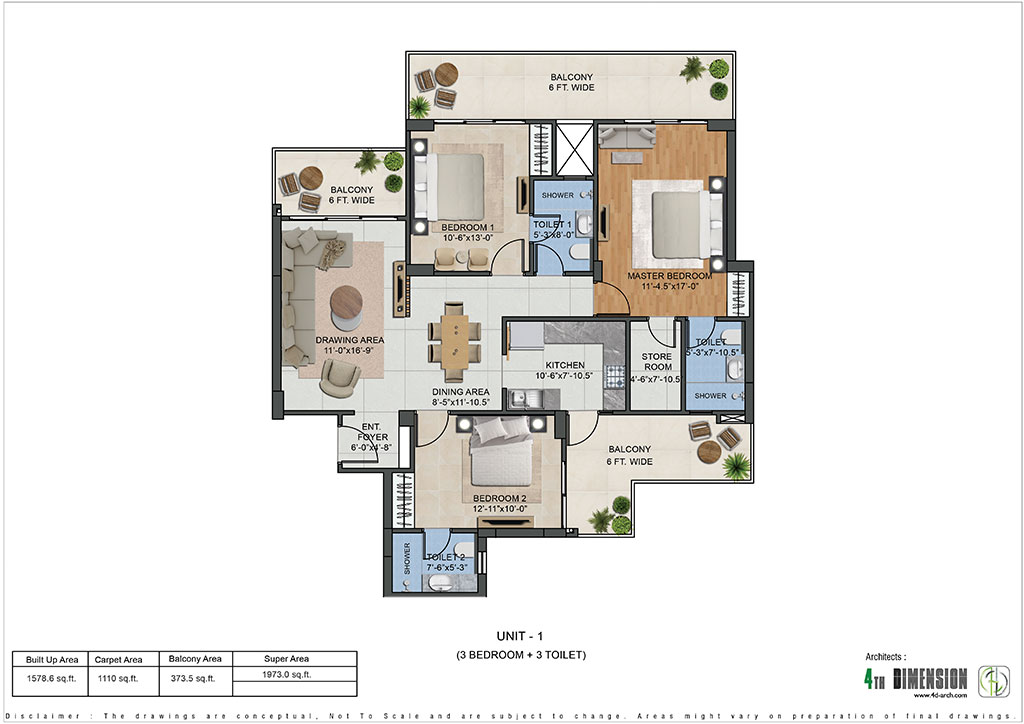 BALCONY
6 FT. WIDE
BALCONY
6 FT. WIDE
BEDROOM 1
10'-6"x13'-0"
SHOWER
TOILET 1
5'-3"x8'-0"
MASTER BEDROOM
11'-4.5"x17'-0"
DRAWING AREA
11'-0"x16'-9"
DINING AREA
8'-5"x11'-10.5"
KITCHEN
10'-6"x7'-10.5"
STORE
ROOM
4'-6"x7'-10.5"
TOILET
5'-3"x7'-10.5"
SHOWER
ENT.
FOYER
6'-0"x4'-8"
BALCONY
6 FT. WIDE
BEDROOM 2
12'-11"x10'-0"
SHOWER
TOILET 2
7'-6"x5'-3"
UNIT - 1
(3 BEDROOM + 3 TOILET)
Built Up Area Carpet Area Balcony Area Super Area
1578.6 sq.ft. 1110 sq.ft. 373.5 sq.ft. 1973.0 sq.ft.
Architects :
4TH DIMENSION
www.4d-arch.com
Disclaimer : The drawings are conceptual, Not To Scale and are subject to change. Areas might vary on preparation of final drawings.